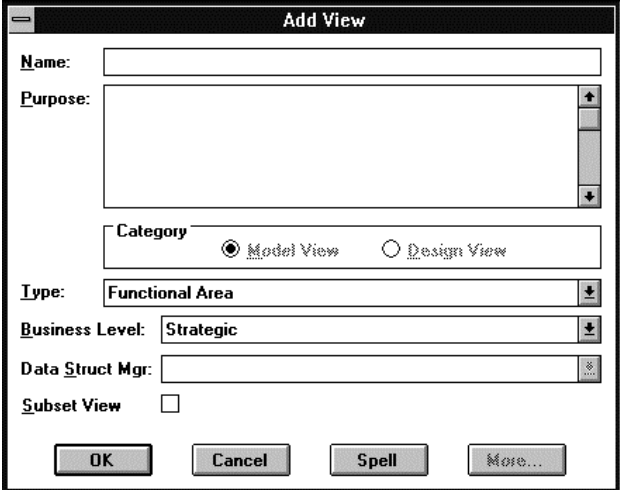 Add View
Name:
Purpose:
Category
Model View Design View
Type: Functional Area
Business Level: Strategic
Data Struct Mgr:
Subset View
OK Cancel Spell More...